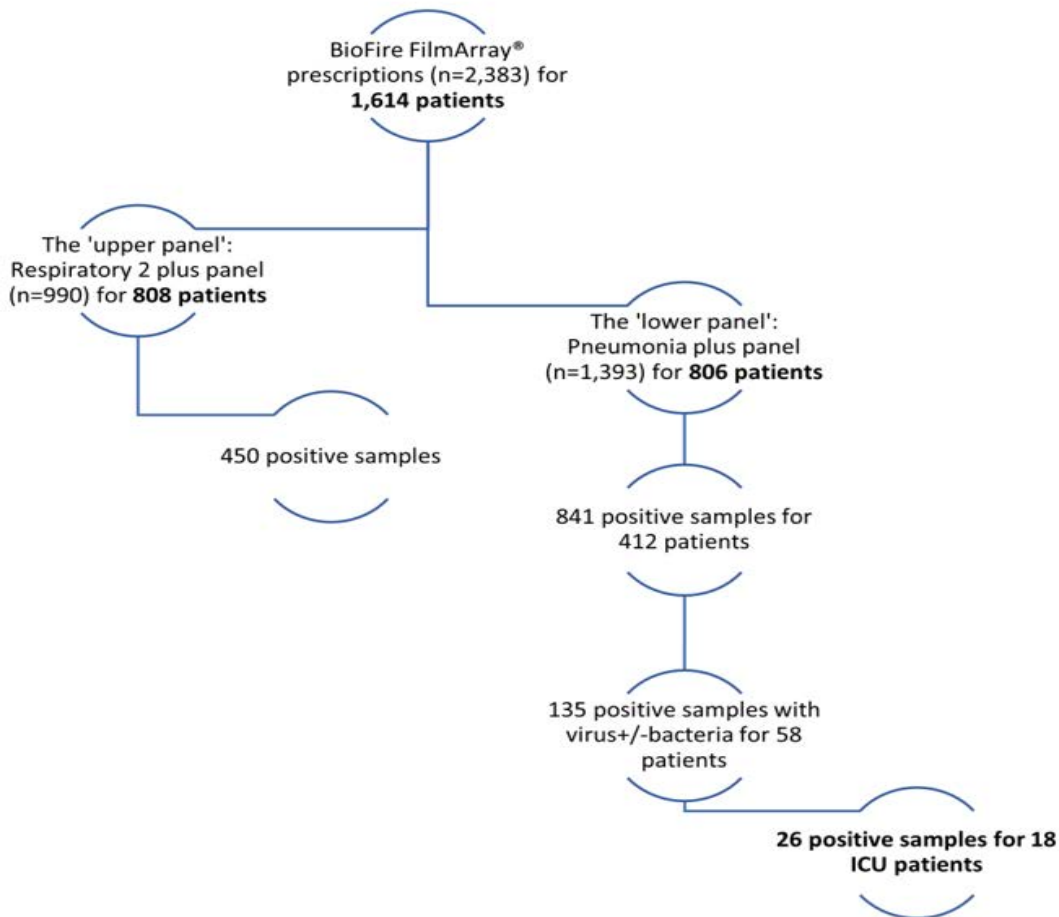 BioFire FilmArray®
prescriptions (n=2,383) for
1,614 patients
The 'upper panel':
Respiratory 2 plus panel
(n=990) for 808 patients
The 'lower panel':
Pneumonia plus panel
(n=1,393) for 806 patients
450 positive samples
841 positive samples for
412 patients
135 positive samples with
virus+/-bacteria for 58
patients
26 positive samples for 18
ICU patients